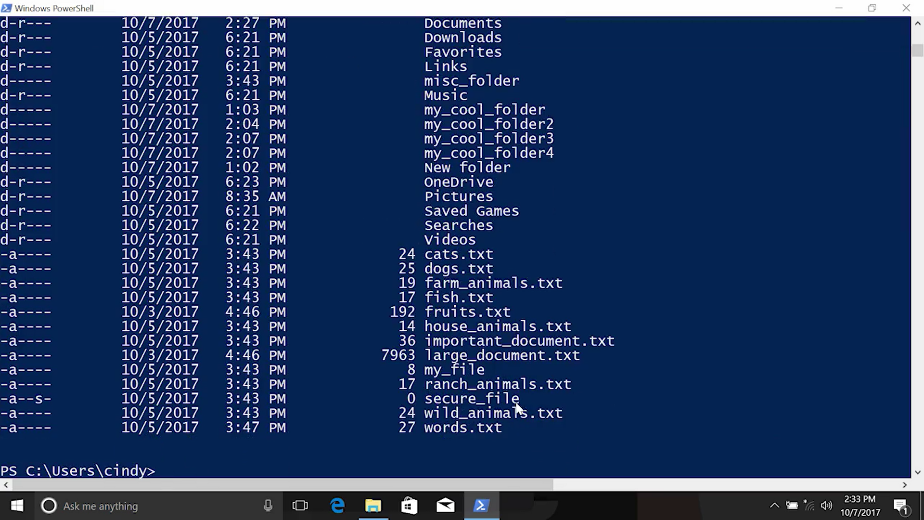 Windows PowerShell
d-r--- 10/7/2017 2:27 PM Documents
d-r--- 10/5/2017 6:21 PM Downloads
d-r--- 10/5/2017 6:21 PM Favorites
d-r--- 10/5/2017 6:21 PM Links
d----- 10/5/2017 3:43 PM misc_folder
d-r--- 10/5/2017 6:21 PM Music
d----- 10/7/2017 1:03 PM my_cool_folder
d----- 10/7/2017 2:04 PM my_cool_folder2
d----- 10/7/2017 2:07 PM my_cool_folder3
d----- 10/7/2017 2:07 PM my_cool_folder4
d----- 10/7/2017 1:02 PM New folder
d-r--- 10/5/2017 6:23 PM OneDrive
d-r--- 10/7/2017 8:35 AM Pictures
d-r--- 10/5/2017 6:21 PM Saved Games
d-r--- 10/5/2017 6:22 PM Searches
d-r--- 10/5/2017 6:21 PM Videos
-a---- 10/5/2017 3:43 PM 24 cats.txt
-a---- 10/5/2017 3:43 PM 25 dogs.txt
-a---- 10/5/2017 3:43 PM 19 farm_animals.txt
-a---- 10/5/2017 3:43 PM 17 fish.txt
-a---- 10/3/2017 4:46 PM 192 fruits.txt
-a---- 10/5/2017 3:43 PM 14 house_animals.txt
-a---- 10/5/2017 3:43 PM 36 important_document.txt
-a---- 10/3/2017 4:46 PM 7963 large_document.txt
-a---- 10/5/2017 3:43 PM 8 my_file
-a---- 10/5/2017 3:43 PM 17 ranch_animals.txt
-a--s- 10/5/2017 3:43 PM 0 secure_file
-a---- 10/5/2017 3:43 PM 24 wild_animals.txt
-a---- 10/5/2017 3:47 PM 27 words.txt
PS C:\Users\cindy>
Ask me anything
2:33 PM
10/7/2017
1